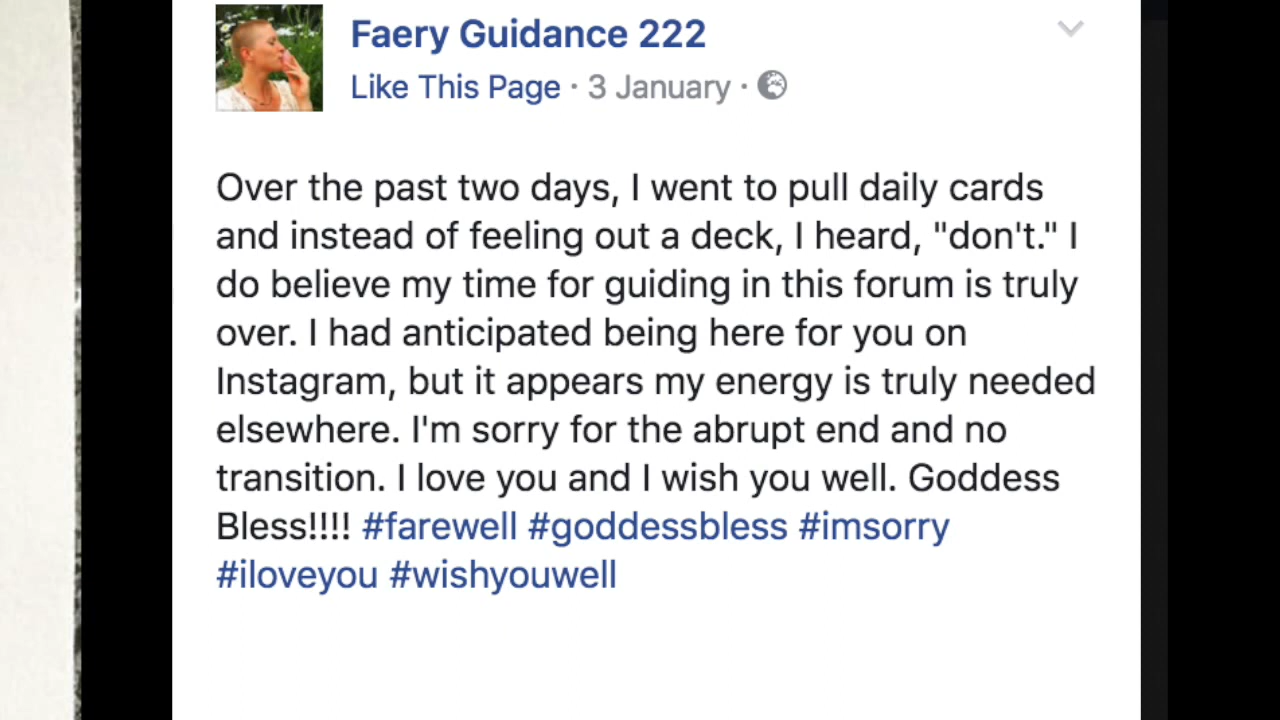 Faery Guidance 222
Like This Page · 3 January ·
Over the past two days, I went to pull daily cards
and instead of feeling out a deck, I heard, "don't." I
do believe my time for guiding in this forum is truly
over. I had anticipated being here for you on
Instagram, but it appears my energy is truly needed
elsewhere. I'm sorry for the abrupt end and no
transition. I love you and I wish you well. Goddess
Bless!!!! #farewell #goddessbless #imsorry
#iloveyou #wishyouwell